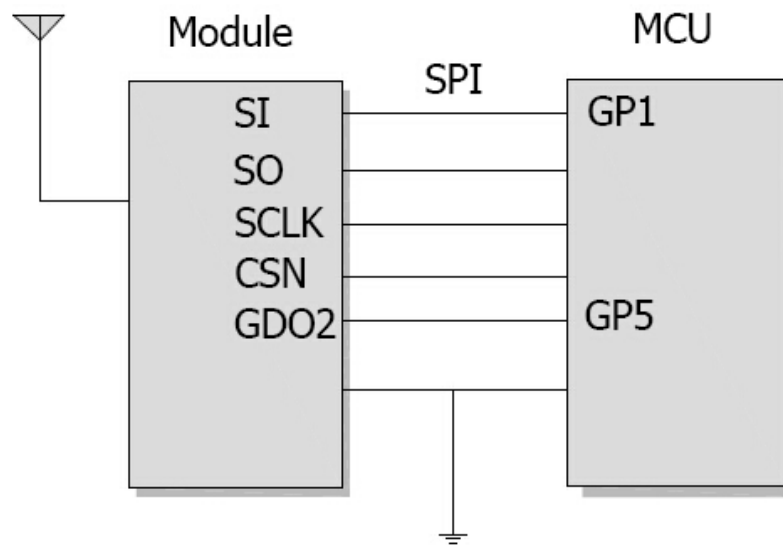 Module
MCU
SPI
SI
GP1
SO
SCLK
CSN
GDO2
GP5